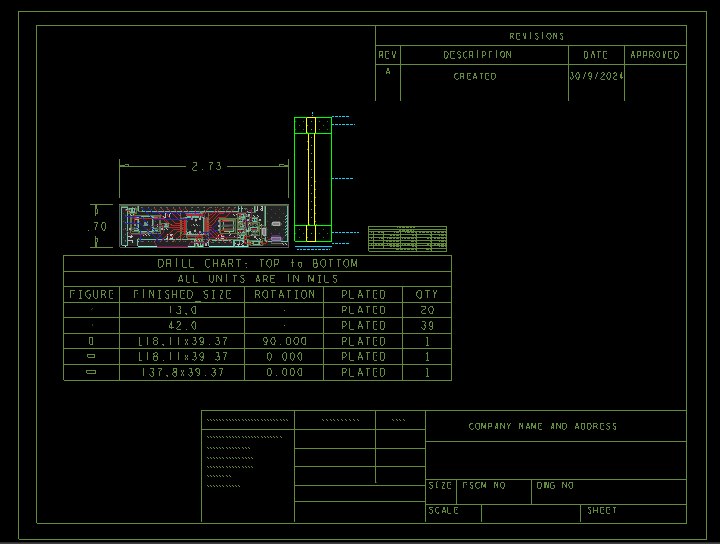 REVISIONS
REV DESCRIPTION DATE APPROVED
A CREATED 30/9/2024
2.73
.70
DRILL CHART: TOP to BOTTOM
ALL UNITS ARE IN MILS
FIGURE FINISHED_SIZE ROTATION PLATED QTY
13.0 - PLATED 20
42.0 - PLATED 39
118.11x39.37 90.000 PLATED 1
118.11x39.37 0.000 PLATED 1
137.8x39.37 0.000 PLATED 1
COMPANY NAME AND ADDRESS
SIZE FSCM NO DWG NO
SCALE SHEET